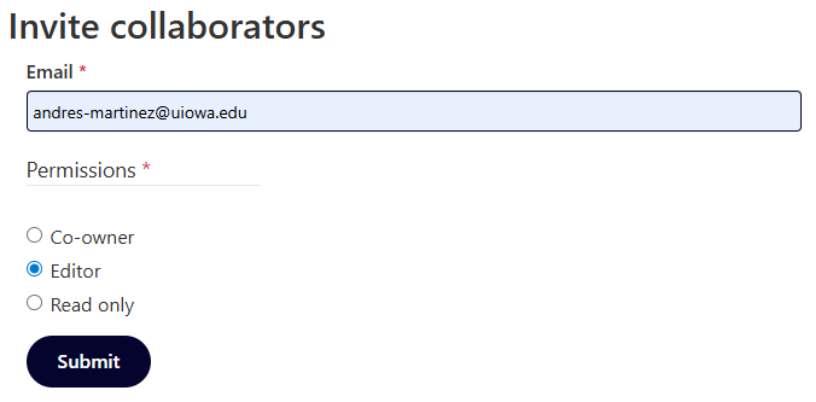 Invite collaborators
Email *
andres-martinez@uiowa.edu
Permissions *
Co-owner
Editor
Read only
Submit